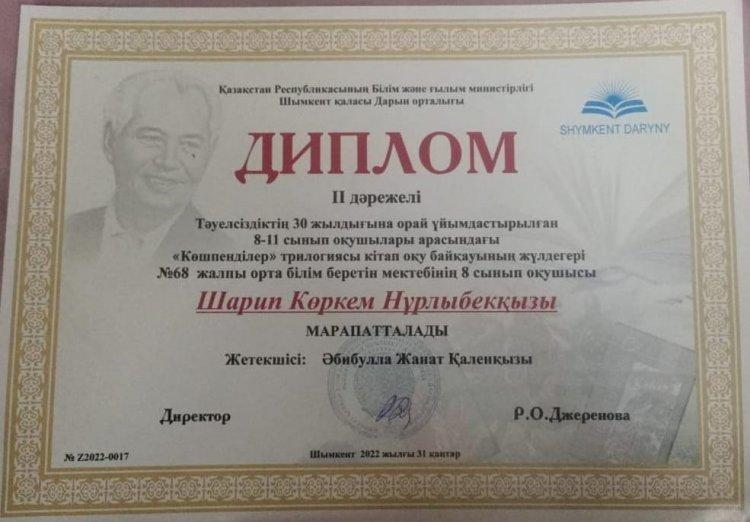 Қазақстан Республикасының Білім және ғылым министірлігі
Шымкент қаласы Дарын орталығы
SHYMKENT DARYNY
ДИПЛОМ
II дәрежелі
Тәуелсіздіктің 30 жылдығына орай ұйымдастырылған
8-11 сынып оқушылары арасындағы
«Көшпенділер» трилогиясы кітап оқу байқауының жүлдегері
№68 жалпы орта білім беретін мектебінің 8 сынып оқушысы
Шарип Көркем Нұрлыбекқызы
МАРАПАТТАЛАДЫ
Жетекшісі: Әбибулла Жанат Қаленқызы
Директор Р.О.Джеренова
№ Z2022-0017
Шымкент 2022 жылғы 31 қаңтар